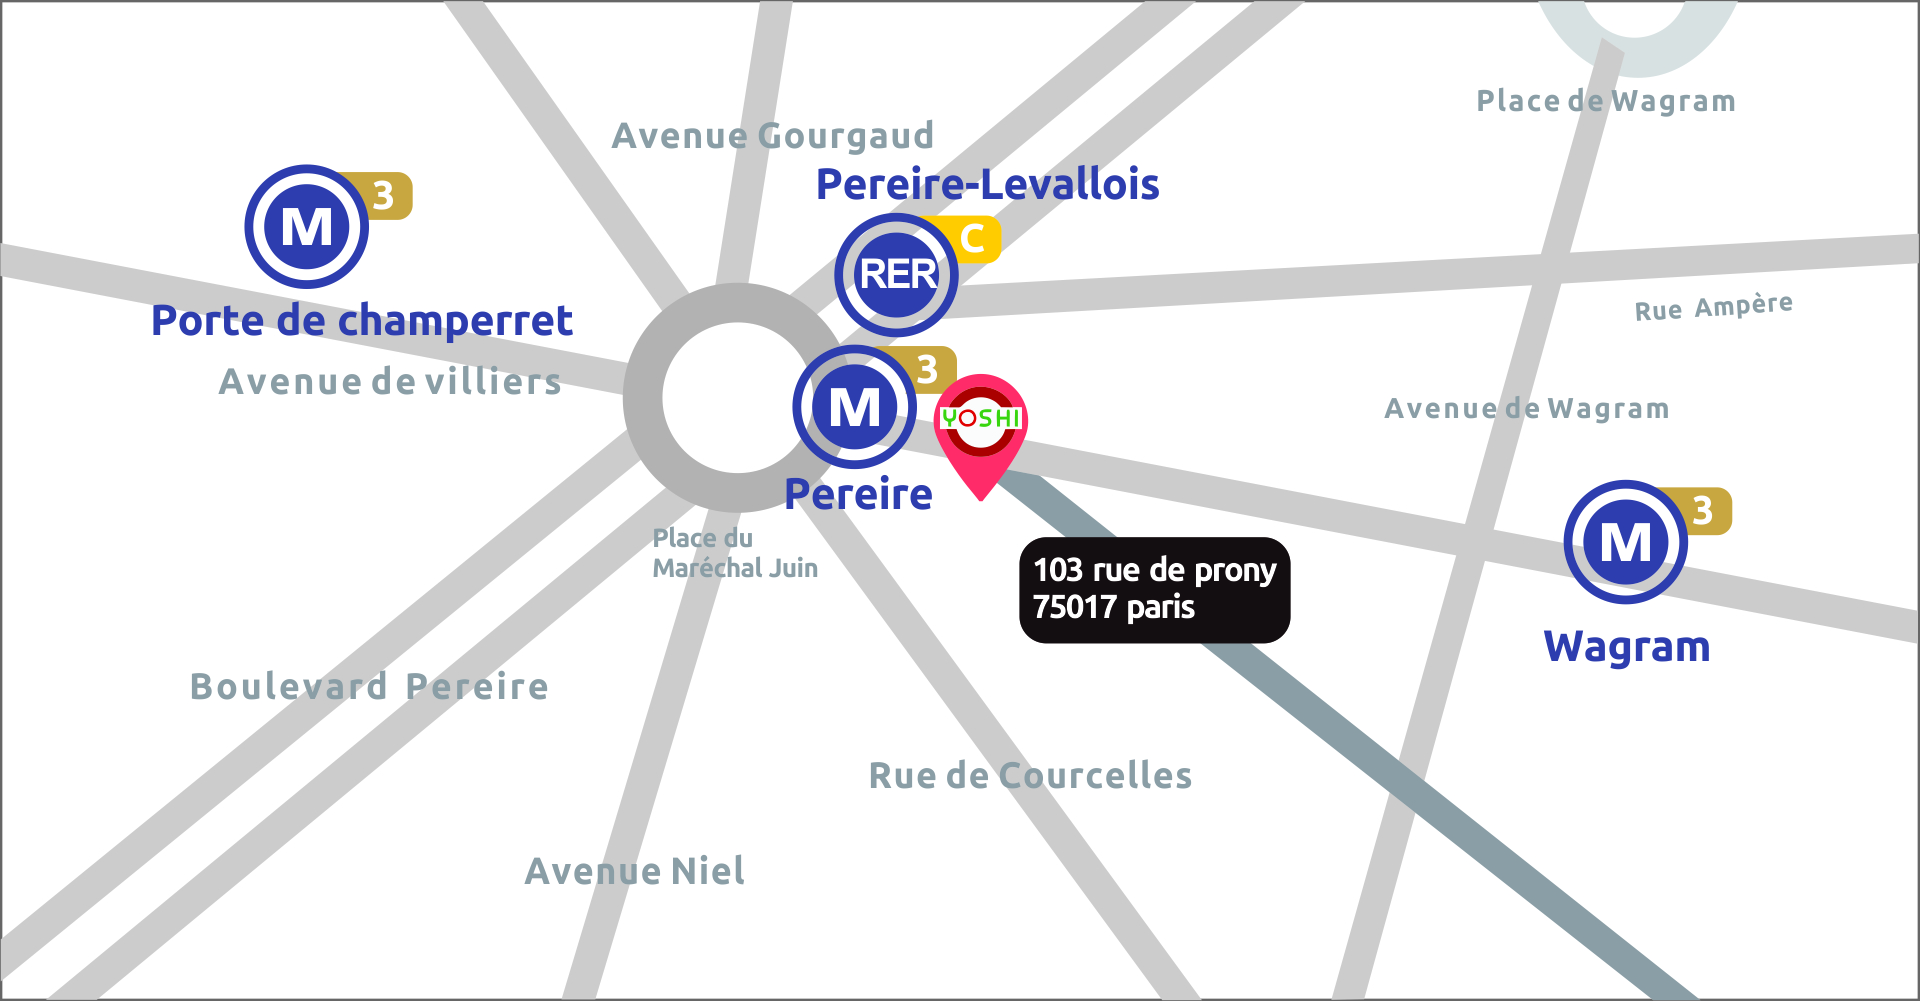 Place de Wagram
Avenue Gourgaud
Pereire-Levallois
M 3
C
RER
Porte de champerret
Rue Ampère
Avenue de villiers
M 3
YOSHI
Avenue de Wagram
Pereire
M 3
Place du
Maréchal Juin
103 rue de prony
75017 paris
Wagram
Boulevard Pereire
Rue de Courcelles
Avenue Niel